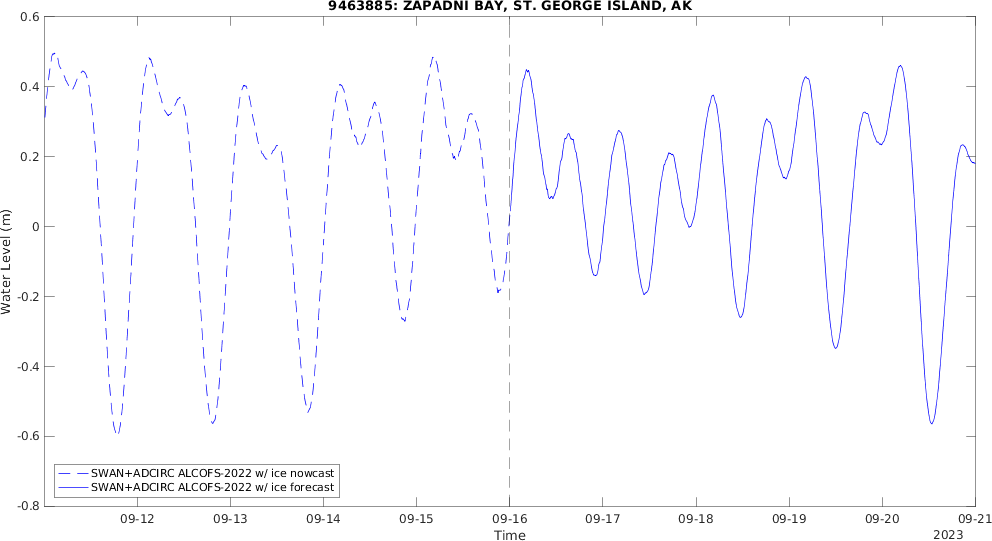 9463885: ZAPADNI BAY, ST. GEORGE ISLAND, AK
0.6
0.4
0.2
0
-0.2
-0.4
-0.6
-0.8
Water Level (m)
SWAN+ADCIRC ALCOFS-2022 w/ ice nowcast
SWAN+ADCIRC ALCOFS-2022 w/ ice forecast
09-12 09-13 09-14 09-15 09-16 09-17 09-18 09-19 09-20 09-21
Time
2023